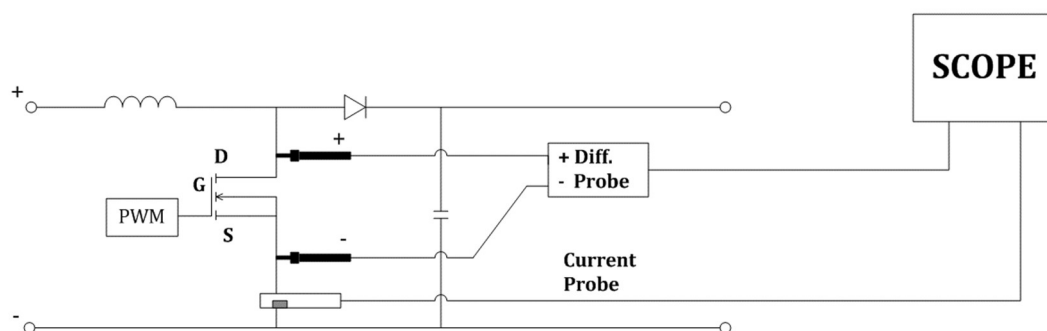 SCOPE
+
+
D
+ Diff.
- Probe
G
PWM
S
-
Current
Probe
-